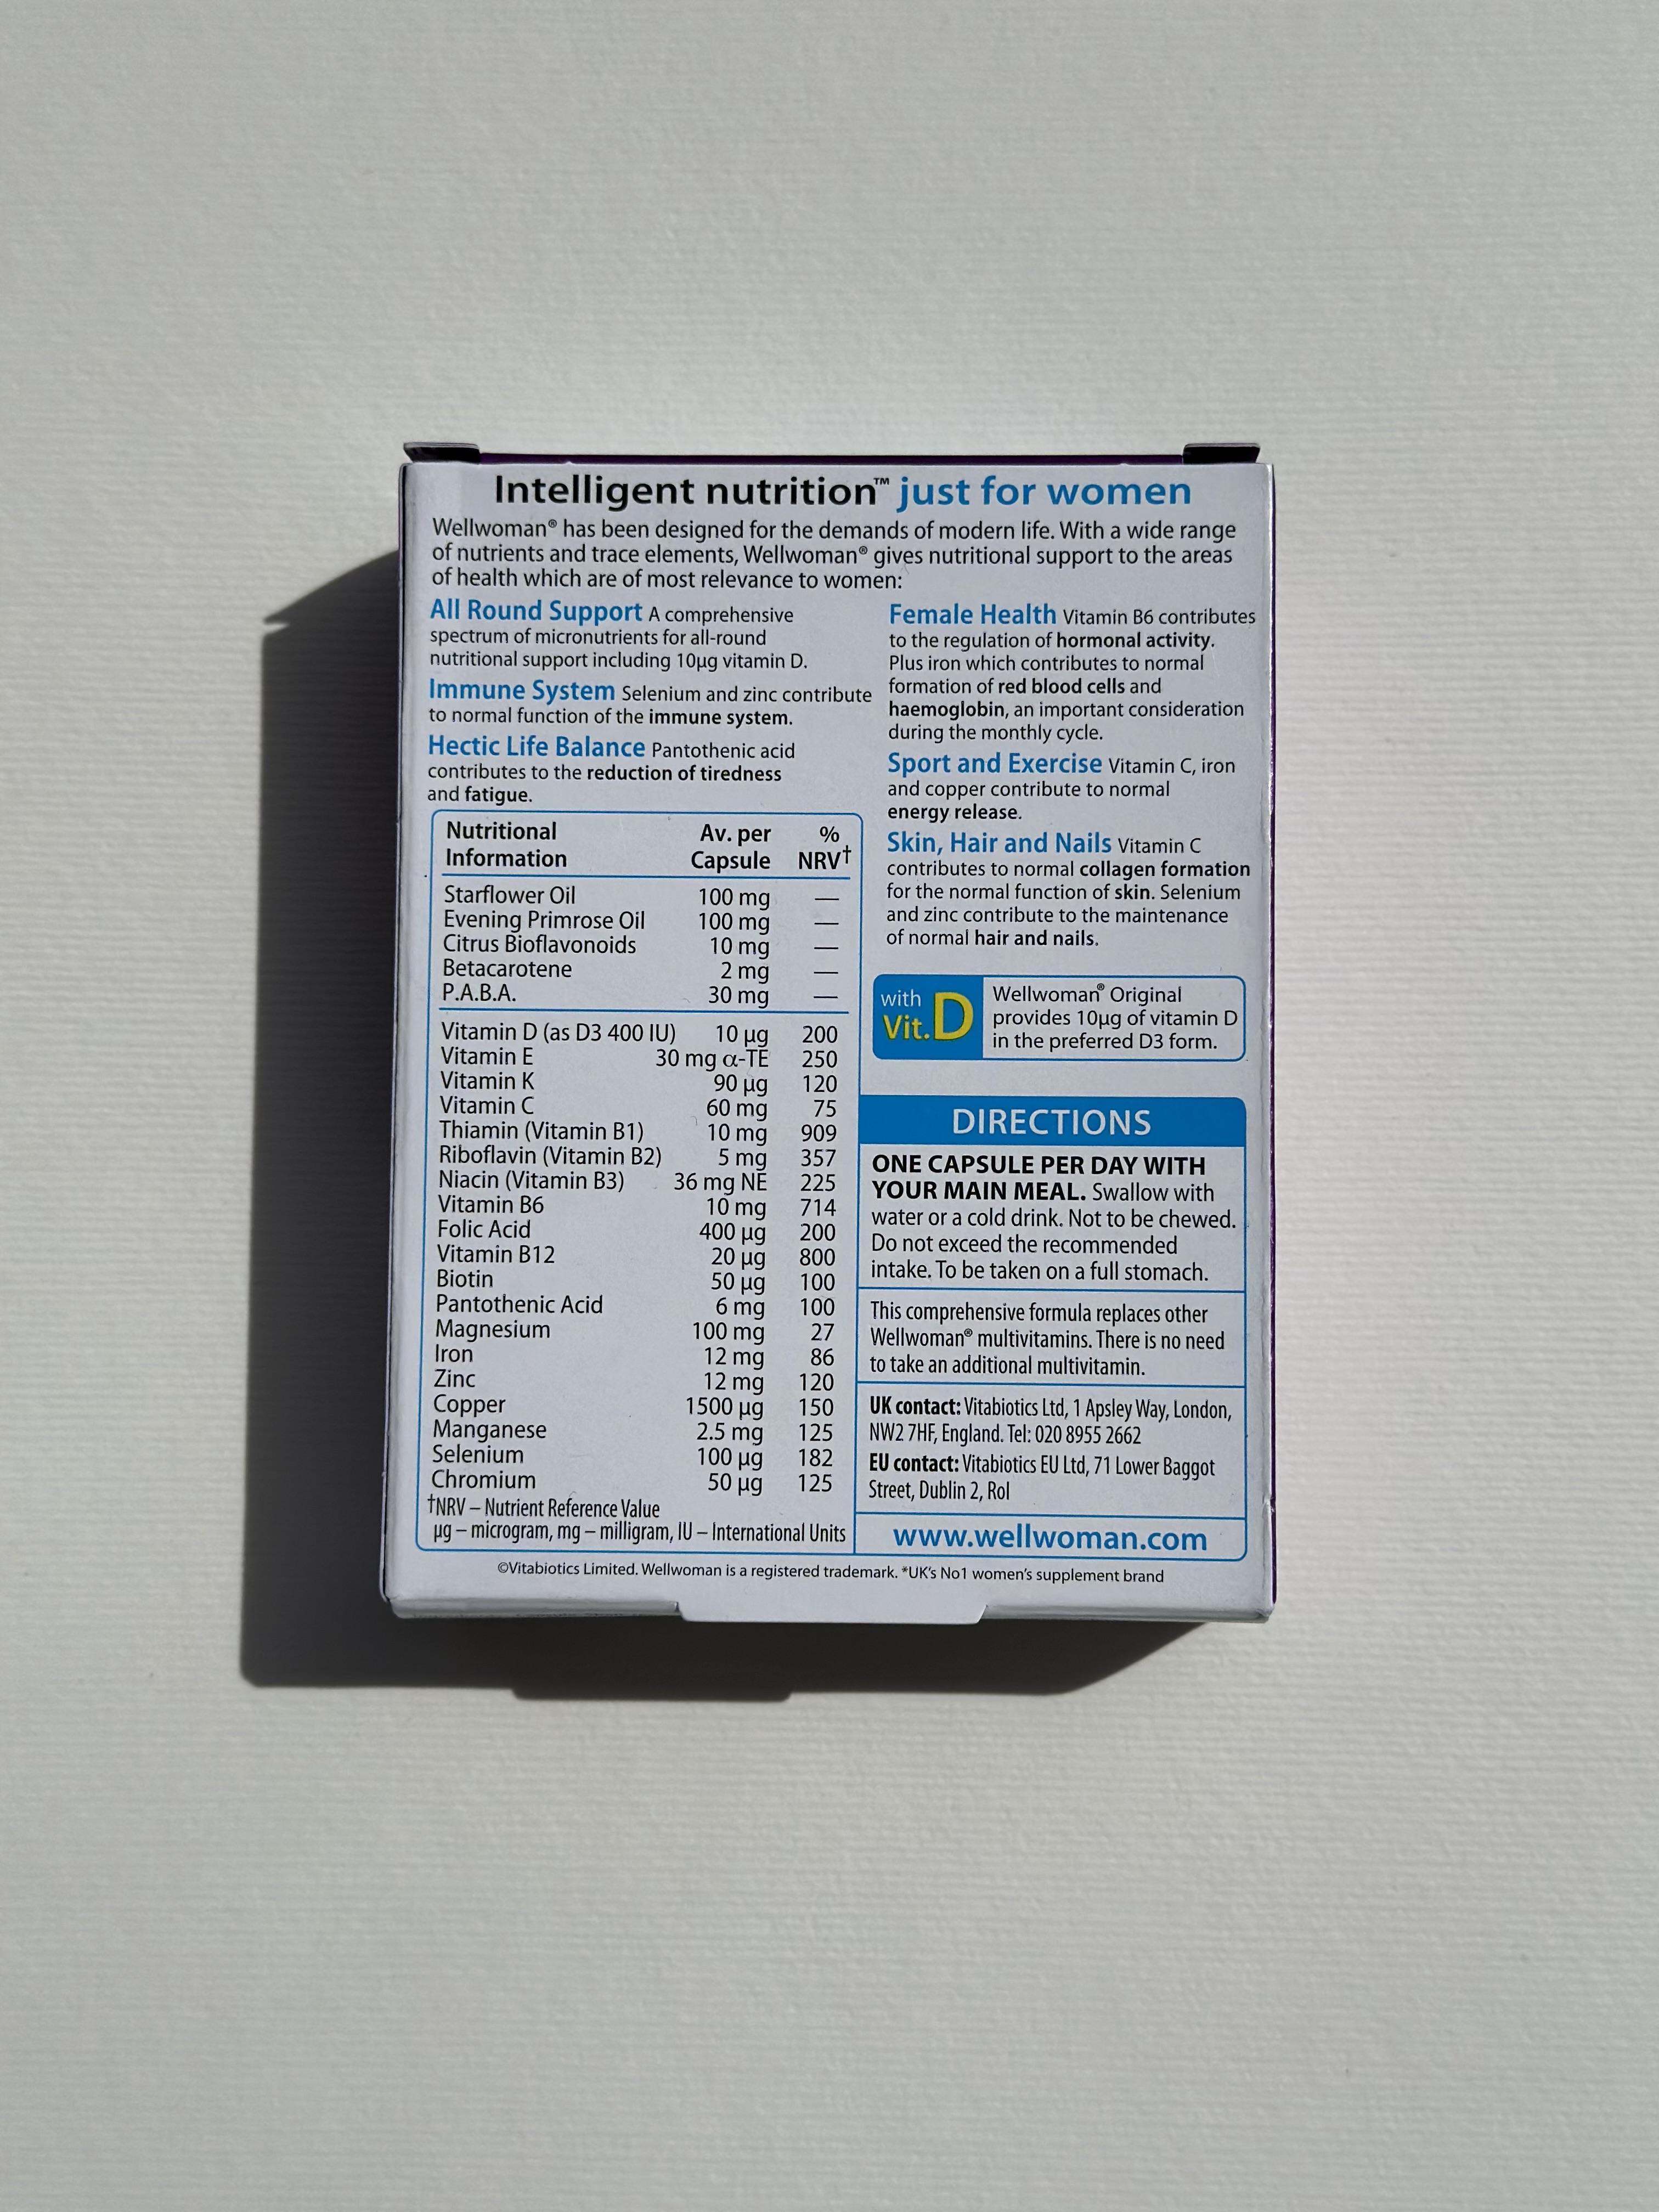 Intelligent nutrition™ just for women
Wellwoman® has been designed for the demands of modern life. With a wide range
of nutrients and trace elements, Wellwoman® gives nutritional support to the areas
of health which are of most relevance to women:
All Round Support A comprehensive
spectrum of micronutrients for all-round
nutritional support including 10µg vitamin D.
Immune System Selenium and zinc contribute
to normal function of the immune system.
Hectic Life Balance Pantothenic acid
contributes to the reduction of tiredness
and fatigue.
Nutritional Information Av. per Capsule % NRV†
Starflower Oil 100 mg —
Evening Primrose Oil 100 mg —
Citrus Bioflavonoids 10 mg —
Betacarotene 2 mg —
P.A.B.A. 30 mg —
Vitamin D (as D3 400 IU) 10 µg 200
Vitamin E 30 mg α-TE 250
Vitamin K 90 µg 120
Vitamin C 60 mg 75
Thiamin (Vitamin B1) 10 mg 909
Riboflavin (Vitamin B2) 5 mg 357
Niacin (Vitamin B3) 36 mg NE 225
Vitamin B6 10 mg 714
Folic Acid 400 µg 200
Vitamin B12 20 µg 800
Biotin 50 µg 100
Pantothenic Acid 6 mg 100
Magnesium 100 mg 27
Iron 12 mg 86
Zinc 12 mg 120
Copper 1500 µg 150
Manganese 2.5 mg 125
Selenium 100 µg 182
Chromium 50 µg 125
†NRV – Nutrient Reference Value
µg – microgram, mg – milligram, IU – International Units
Female Health Vitamin B6 contributes
to the regulation of hormonal activity.
Plus iron which contributes to normal
formation of red blood cells and
haemoglobin, an important consideration
during the monthly cycle.
Sport and Exercise Vitamin C, iron
and copper contribute to normal
energy release.
Skin, Hair and Nails Vitamin C
contributes to normal collagen formation
for the normal function of skin. Selenium
and zinc contribute to the maintenance
of normal hair and nails.
with
Vit. D
Wellwoman® Original
provides 10µg of vitamin D
in the preferred D3 form.
DIRECTIONS
ONE CAPSULE PER DAY WITH
YOUR MAIN MEAL. Swallow with
water or a cold drink. Not to be chewed.
Do not exceed the recommended
intake. To be taken on a full stomach.
This comprehensive formula replaces other
Wellwoman® multivitamins. There is no need
to take an additional multivitamin.
UK contact: Vitabiotics Ltd, 1 Apsley Way, London,
NW2 7HF, England. Tel: 020 8955 2662
EU contact: Vitabiotics EU Ltd, 71 Lower Baggot
Street, Dublin 2, RoI
www.wellwoman.com
©Vitabiotics Limited. Wellwoman is a registered trademark. *UK's No1 women's supplement brand